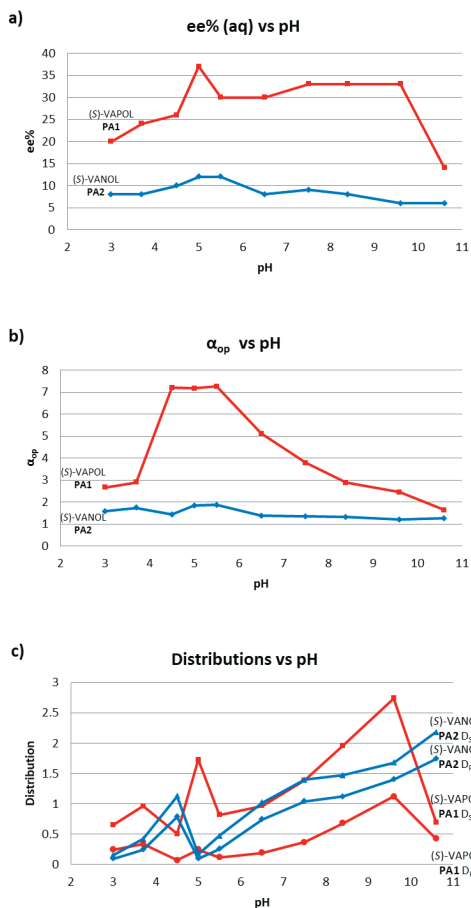 a)
ee% (aq) vs pH
40
35
30
25
20
15
10
5
0
ee%
(S)-VAPOL
PA1
(S)-VANOL
PA2
2 3 4 5 6 7 8 9 10 11
pH
b)
αop vs pH
8
7
6
5
4
3
2
1
0
αop
(S)-VAPOL
PA1
(S)-VANOL
PA2
2 3 4 5 6 7 8 9 10 11
pH
c)
Distributions vs pH
3
2.5
2
1.5
1
0.5
0
Distribution
(S)-VANO
PA2 D
(S)-VANO
PA2 D
(S)-VAPO
PA1 D
(S)-VAPO
PA1 D
2 3 4 5 6 7 8 9 10 11
pH